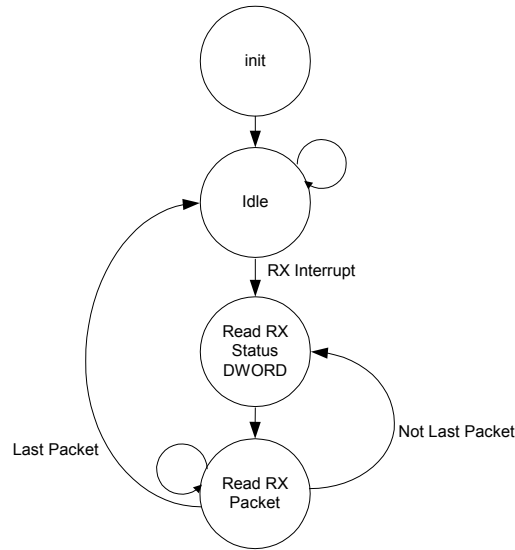 init
Idle
RX Interrupt
Read RX
Status
DWORD
Not Last Packet
Last Packet
Read RX
Packet